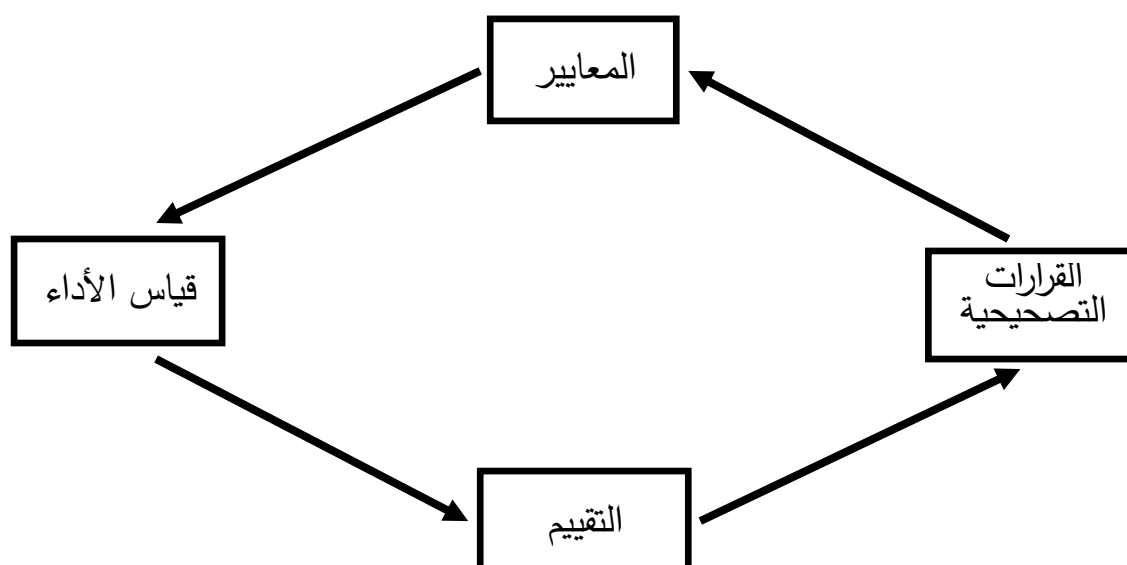 المعايير
القرارات
التصحيحية
قياس الأداء
التقييم